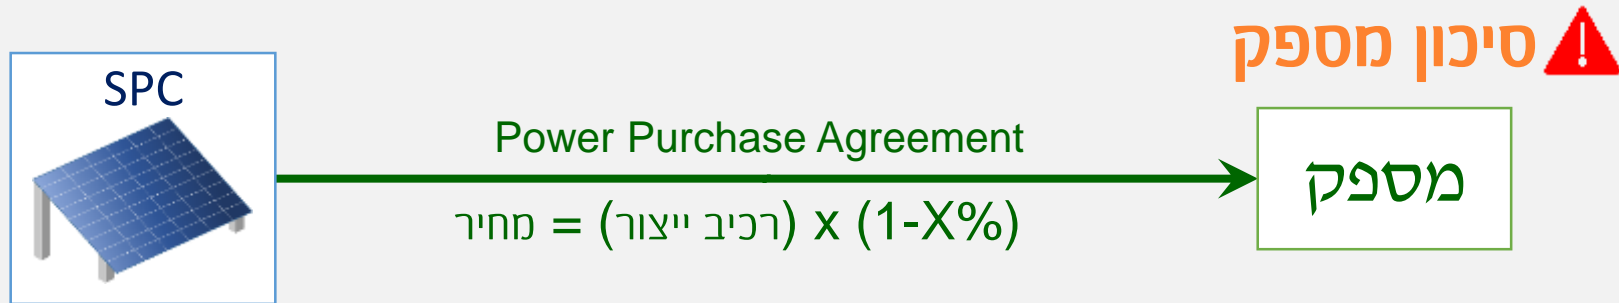 סיכון מספק
SPC
Power Purchase Agreement
מחיר = (רכיב ייצור) x (1-X%)
מספק